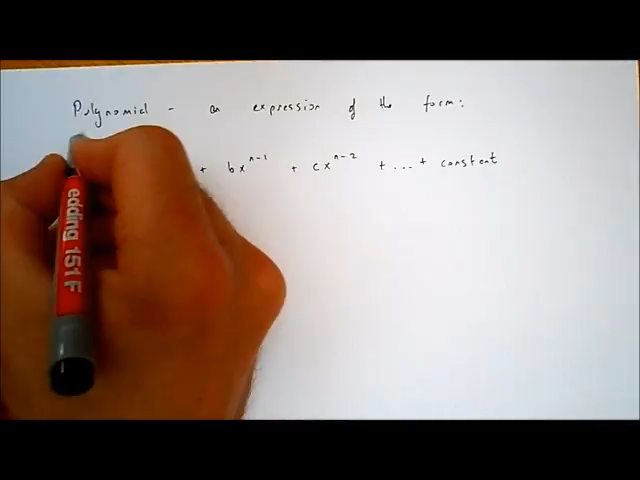 Polynomial - an expression of the form:
+ bx^{n-1} + cx^{n-2} + ... + constant
edding 151 F